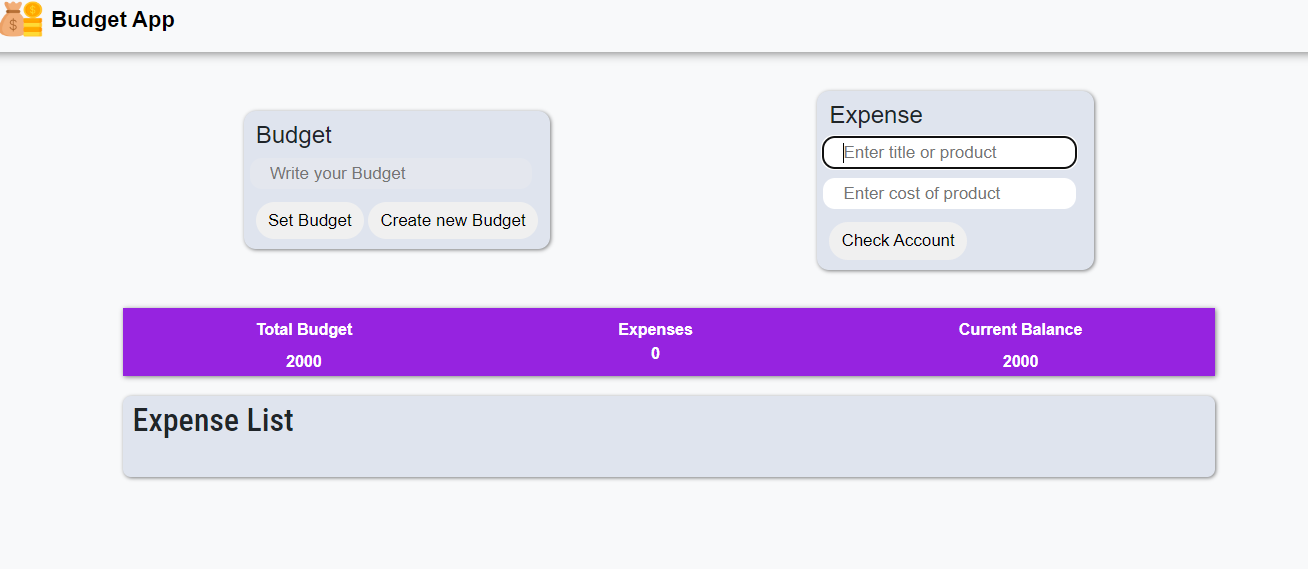 Budget App
Budget
Write your Budget
Set Budget Create new Budget
Expense
Enter title or product
Enter cost of product
Check Account
Total Budget Expenses Current Balance
2000 0 2000
Expense List